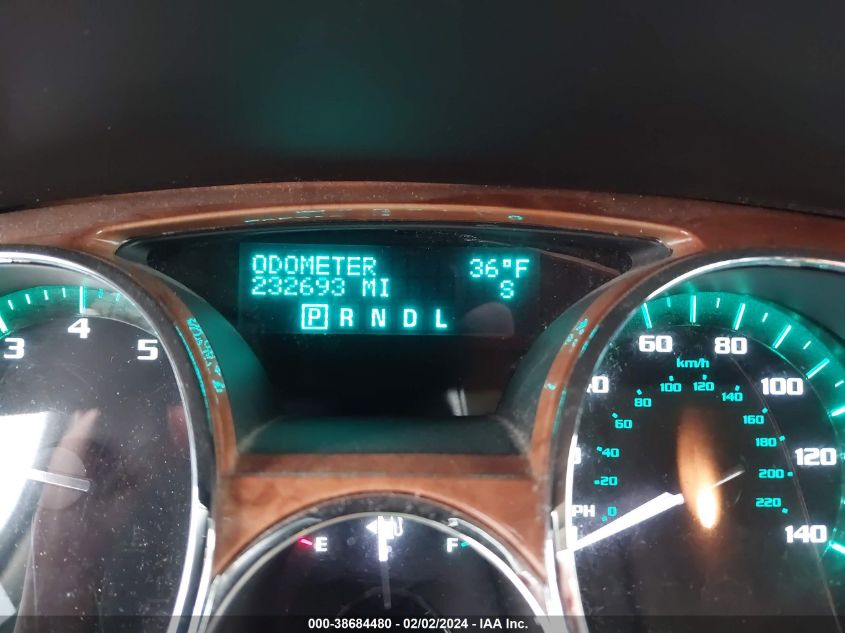 ODOMETER 36°F
232693 MI S
P R N D L
3 4 5
60 80 100 120 140
km/h
0 20 40 60 80 100 120 140 160 180 200 220
E F
000-38684480 - 02/02/2024 - IAA Inc.